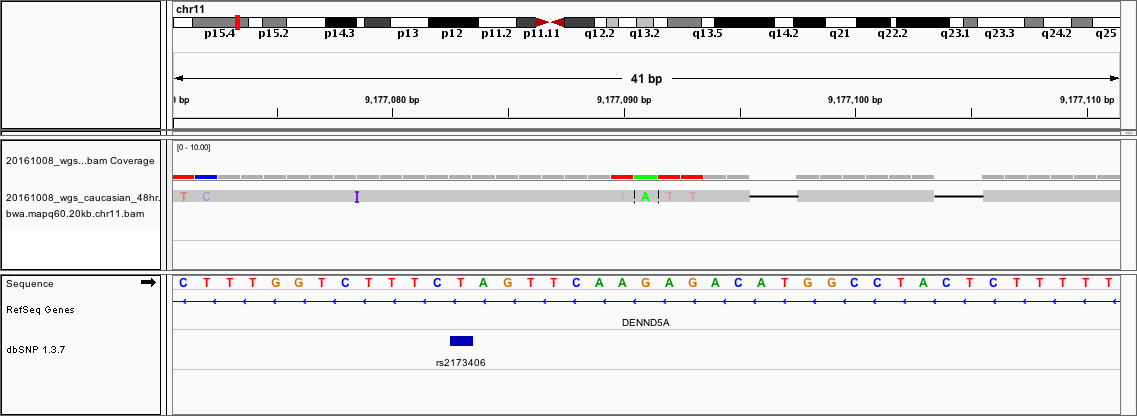 chr11
p15.4 p15.2 p14.3 p13 p12 p11.2 p11.11 q12.2 q13.2 q13.5 q14.2 q21 q22.2 q23.1 q23.3 q24.2 q25
41 bp
bp 9,177,080 bp 9,177,090 bp 9,177,100 bp 9,177,110 bp
[0 - 10.00]
20161008_wgs...bam Coverage
20161008_wgs_caucasian_48hr.
T C I T A T T
bwa.mapq60.20kb.chr11.bam
Sequence C T T T G G T C T T T C T A G T T C A A G A G A C A T G G C C T A C T C T T T T T
RefSeq Genes
DENND5A
dbSNP 1.3.7
rs2173406